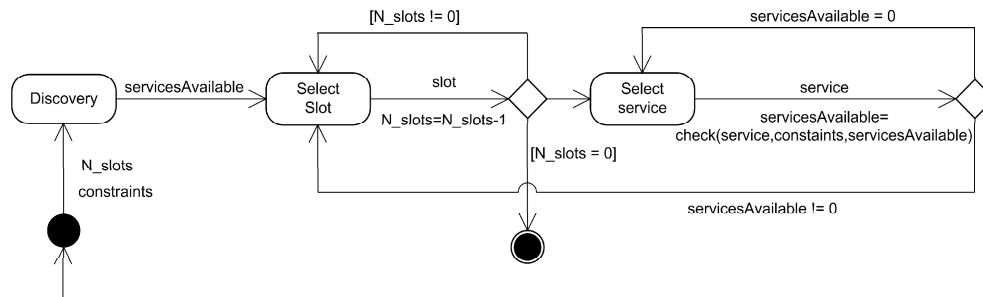 [N_slots != 0]
servicesAvailable = 0
Discovery
servicesAvailable
Select
Slot
slot
N_slots=N_slots-1
Select
service
service
servicesAvailable=
check(service,constaints,servicesAvailable)
[N_slots = 0]
N_slots
constraints
servicesAvailable != 0